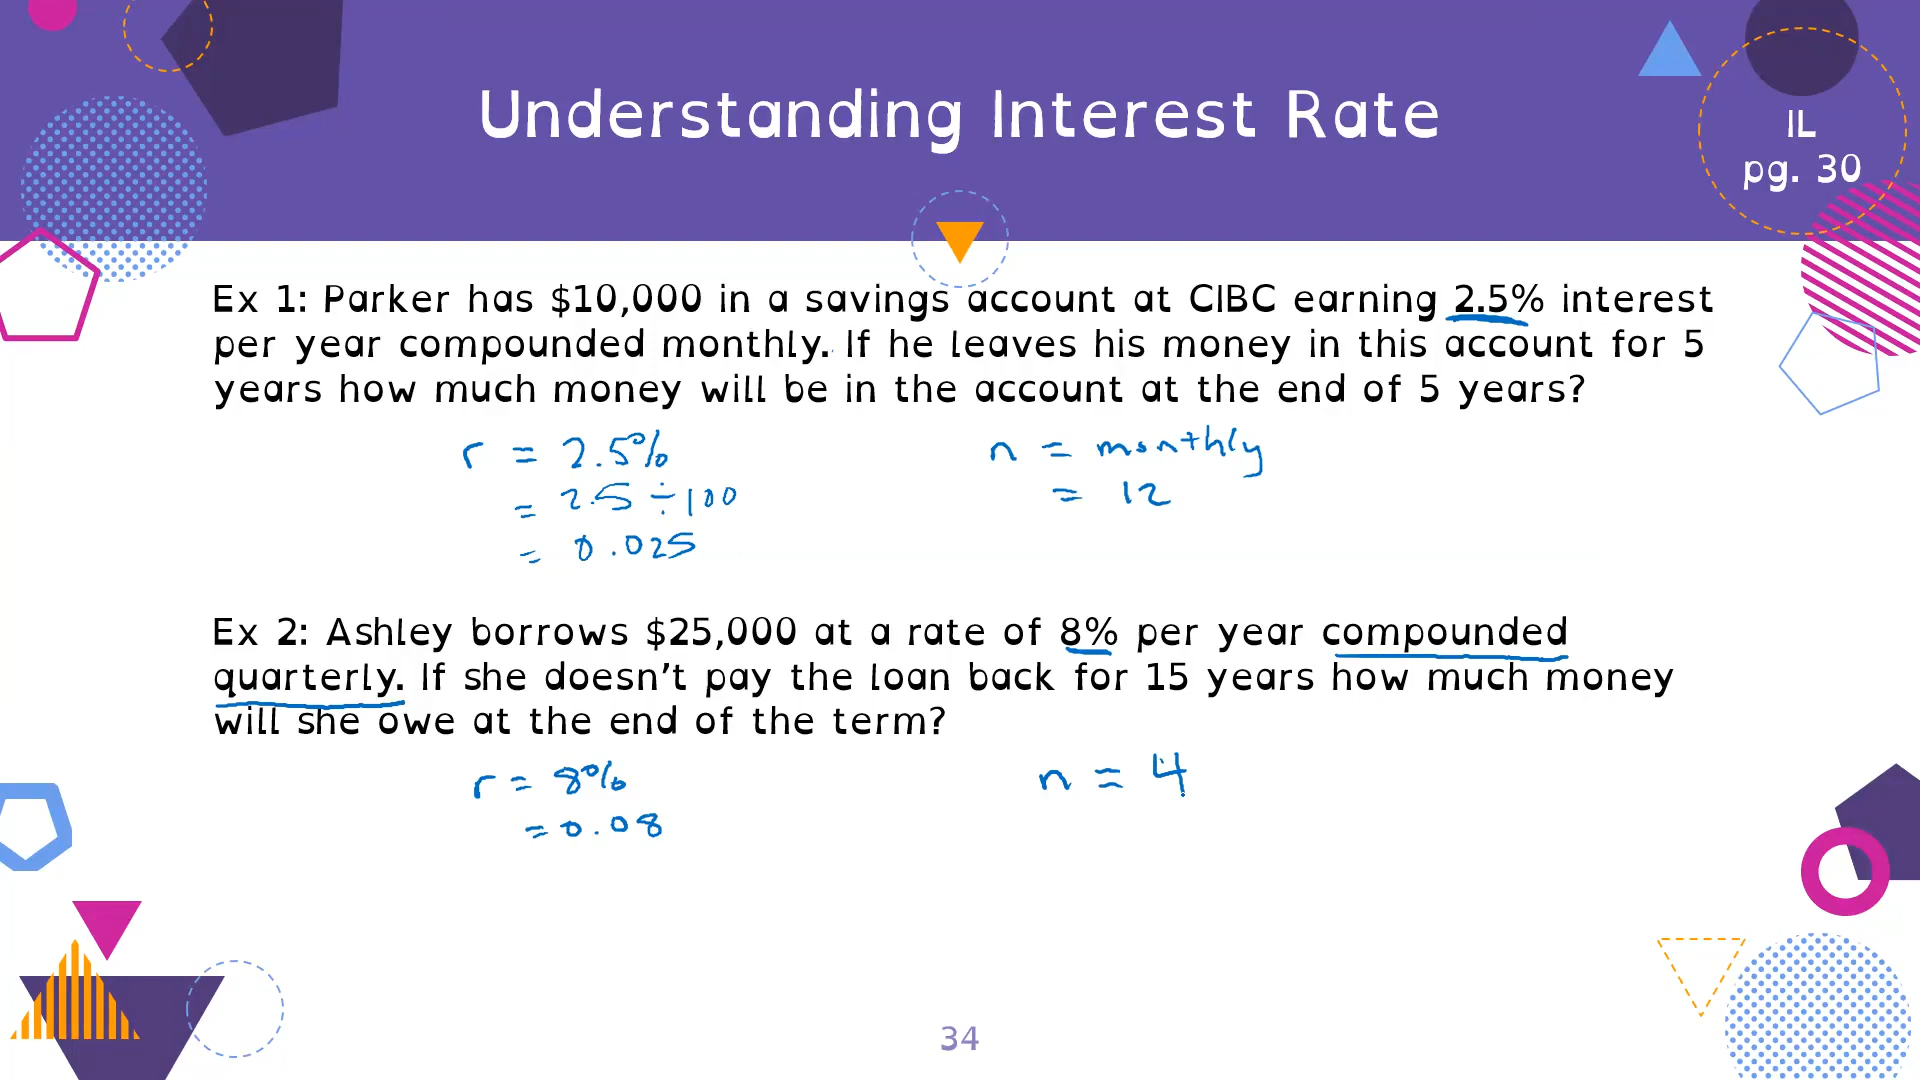 Understanding Interest Rate
IL
pg. 30
Ex 1: Parker has $10,000 in a savings account at CIBC earning 2.5% interest
per year compounded monthly. If he leaves his money in this account for 5
years how much money will be in the account at the end of 5 years?
r = 2.5%
= 2.5 ÷ 100
= 0.025
n = monthly
= 12
Ex 2: Ashley borrows $25,000 at a rate of 8% per year compounded
quarterly. If she doesn't pay the loan back for 15 years how much money
will she owe at the end of the term?
r = 8%
= 0.08
n = 4
34